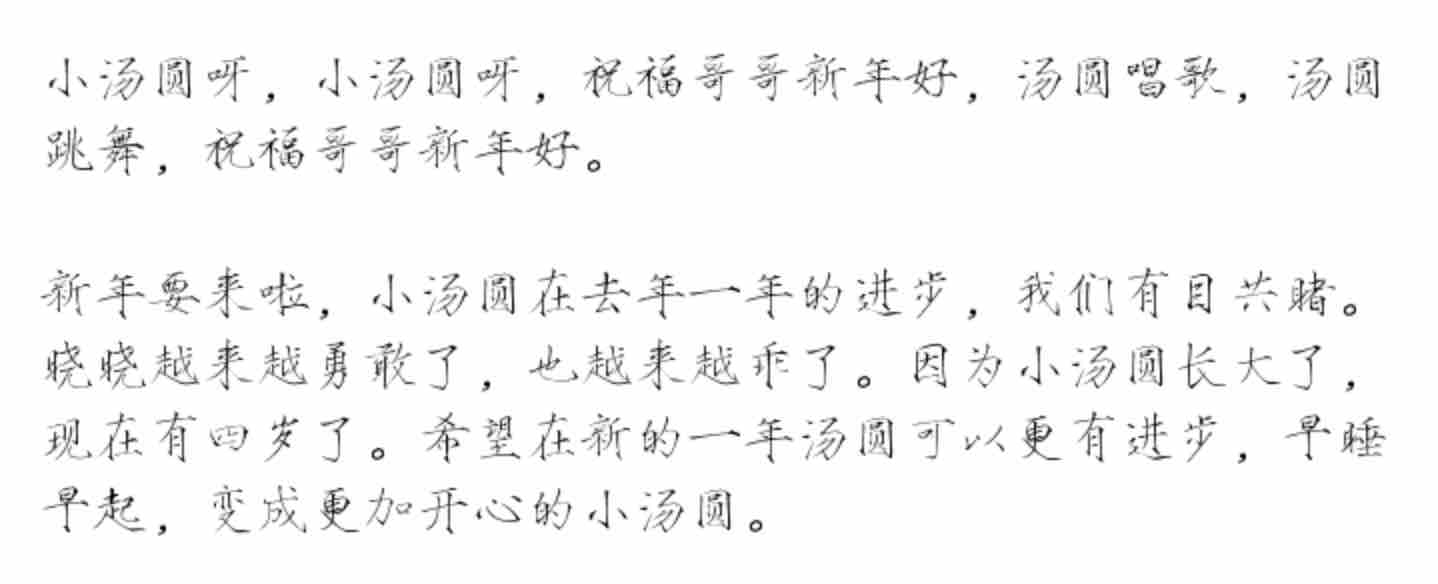 小汤圆呀，小汤圆呀，祝福哥哥新年好，汤圆唱歌，汤圆
跳舞，祝福哥哥新年好。
新年要来啦，小汤圆在去年一年的进步，我们有目共睹。
晓晓越来越勇敢了，也越来越乖了。因为小汤圆长大了，
现在有四岁了。希望在新的一年汤圆可以更有进步，早睡
早起，变成更加开心的小汤圆。